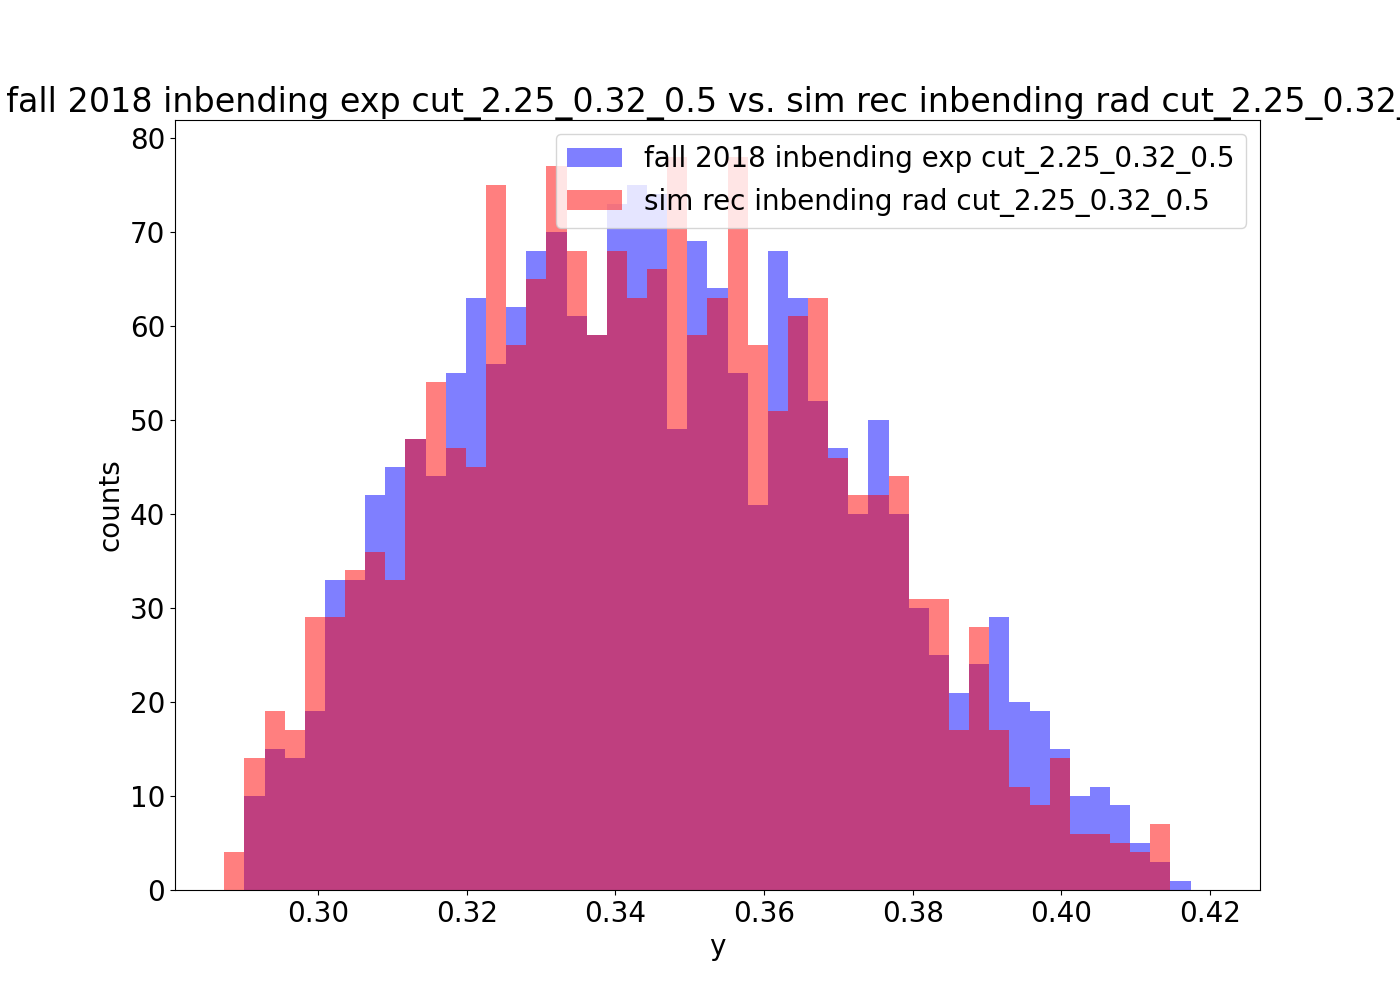 fall 2018 inbending exp cut_2.25_0.32_0.5 vs. sim rec inbending rad cut_2.25_0.32_
fall 2018 inbending exp cut_2.25_0.32_0.5
sim rec inbending rad cut_2.25_0.32_0.5
80
70
60
50
40
30
20
10
0
counts
0.30 0.32 0.34 0.36 0.38 0.40 0.42
y